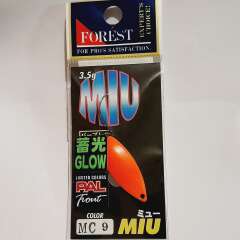 FOREST
FOR PRO'S SATISFACTION
EXPERT'S CHOICE!
3.5g
MIU
蓄光
GLOW
LIMITED COLORS
PAL
Trout
COLOR
MC 9
ミュー
MIU